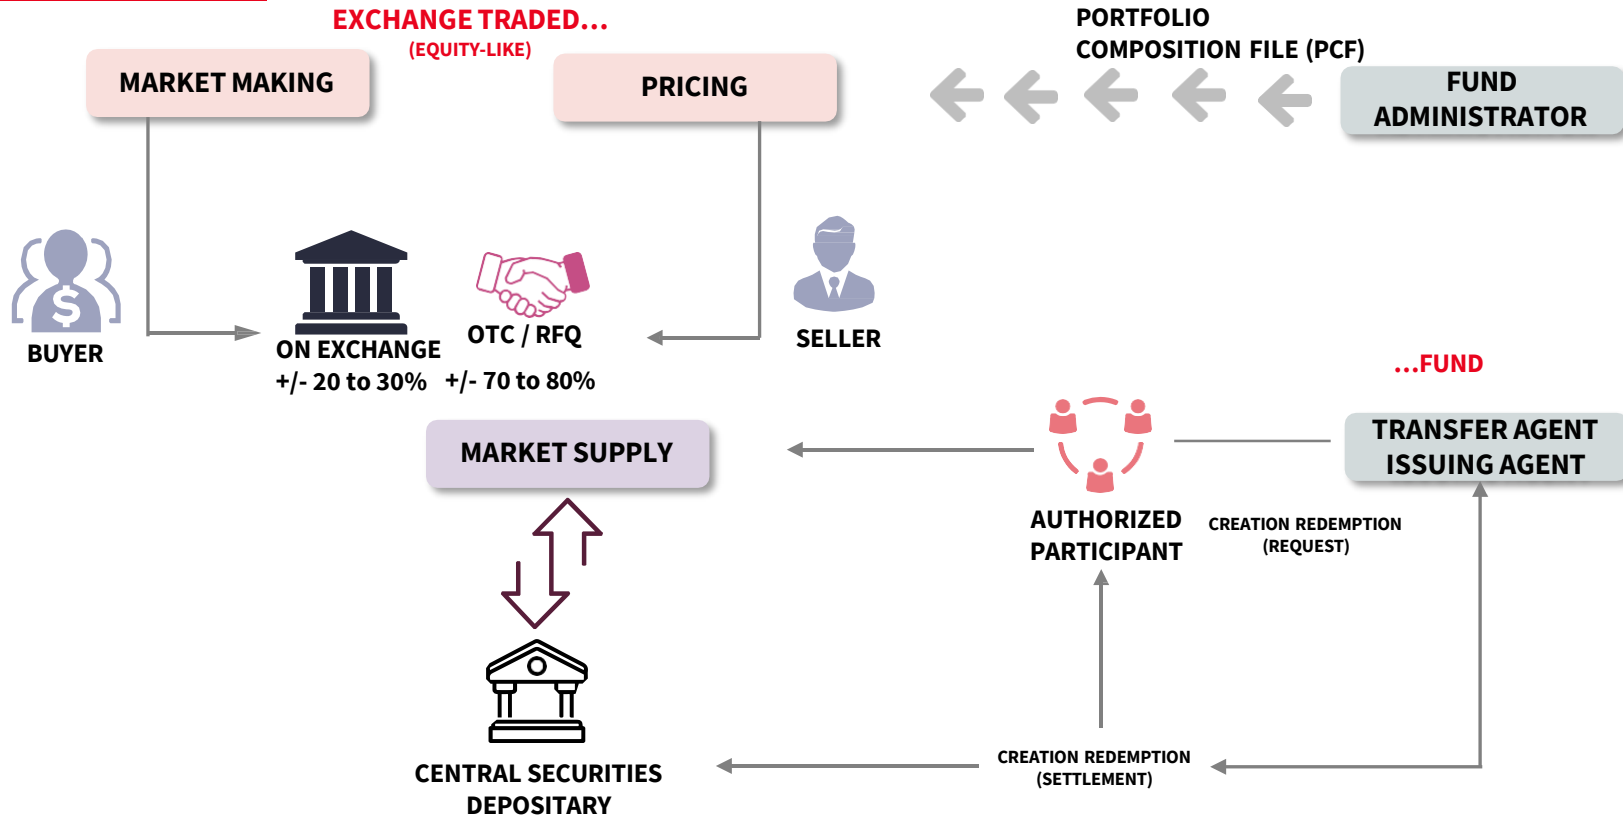 EXCHANGE TRADED...
(EQUITY-LIKE)
PORTFOLIO
COMPOSITION FILE (PCF)
MARKET MAKING
PRICING
FUND
ADMINISTRATOR
$
BUYER
ON EXCHANGE
+/- 20 to 30%
OTC / RFQ
+/- 70 to 80%
SELLER
...FUND
MARKET SUPPLY
TRANSFER AGENT
ISSUING AGENT
AUTHORIZED
PARTICIPANT
CREATION REDEMPTION
(REQUEST)
CENTRAL SECURITIES
DEPOSITARY
CREATION REDEMPTION
(SETTLEMENT)